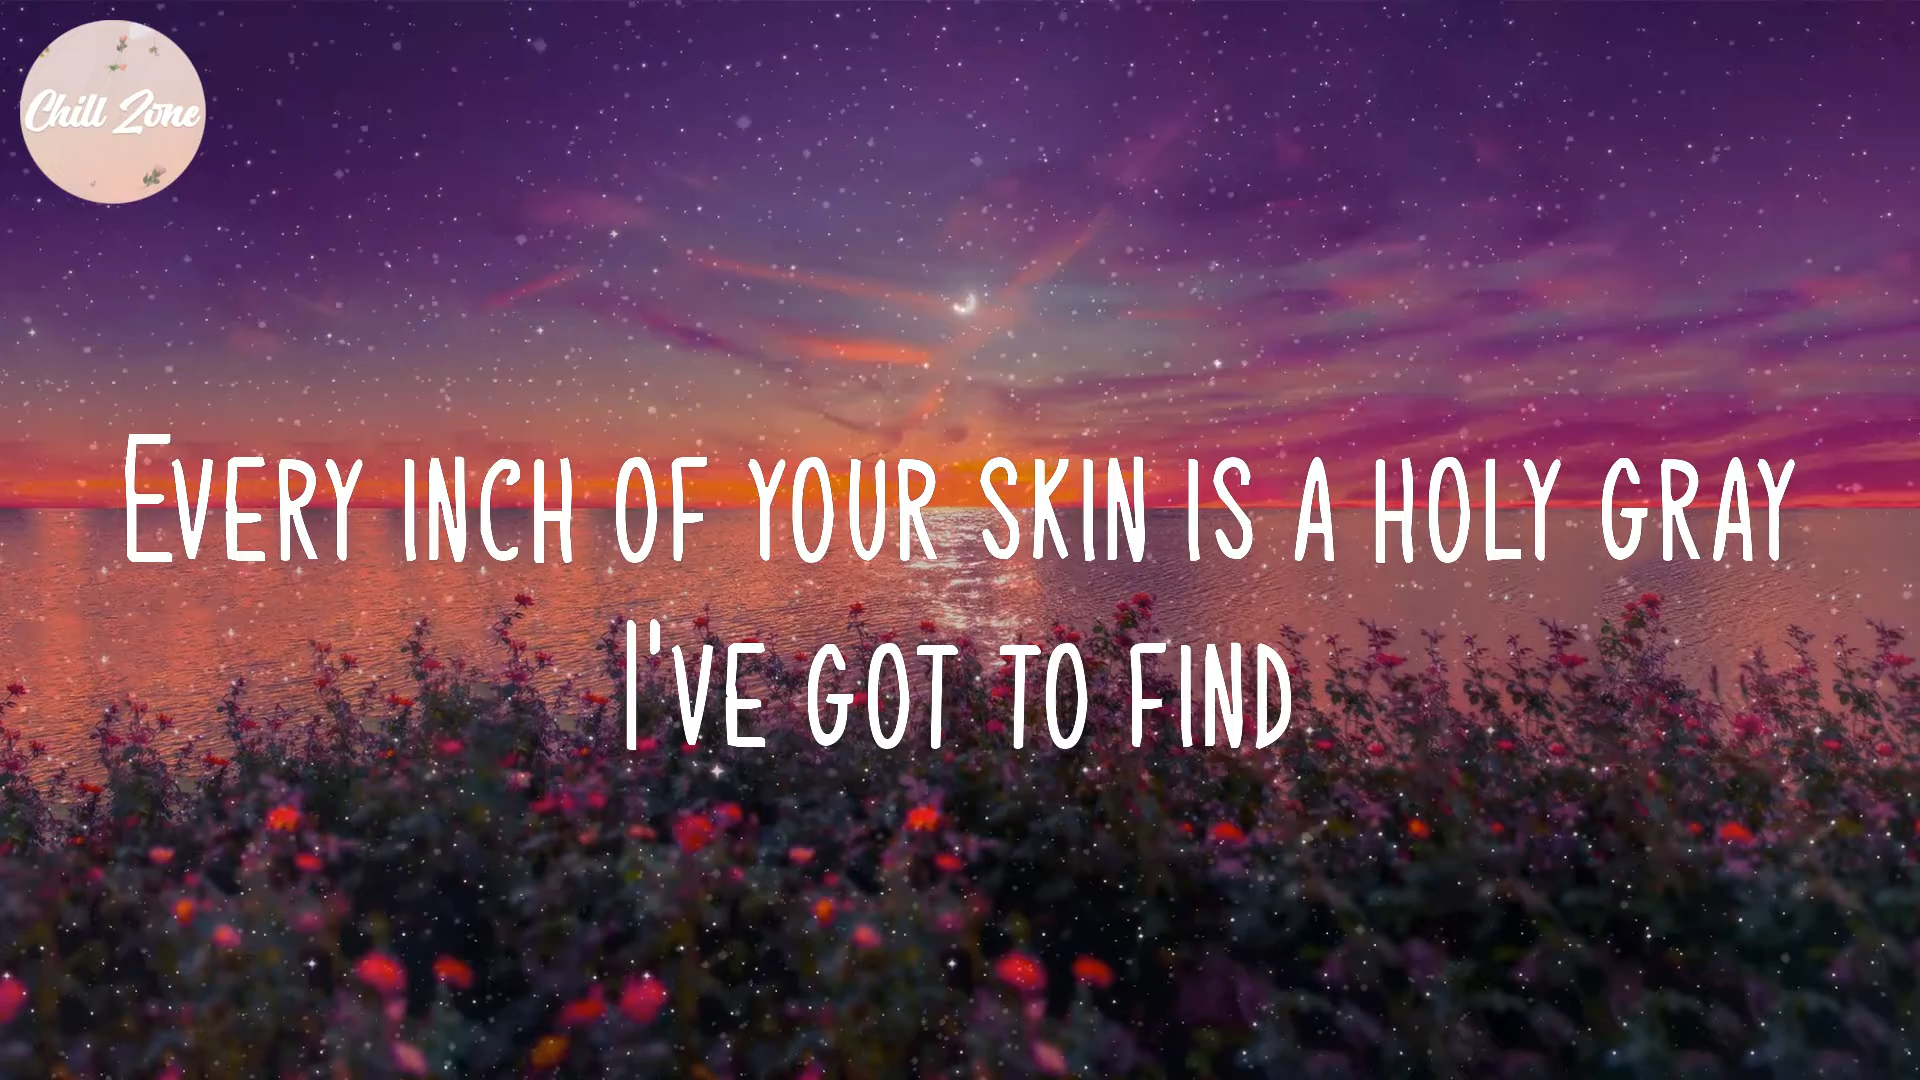 Chill Zone
EVERY INCH OF YOUR SKIN IS A HOLY GRAY
I'VE GOT TO FIND